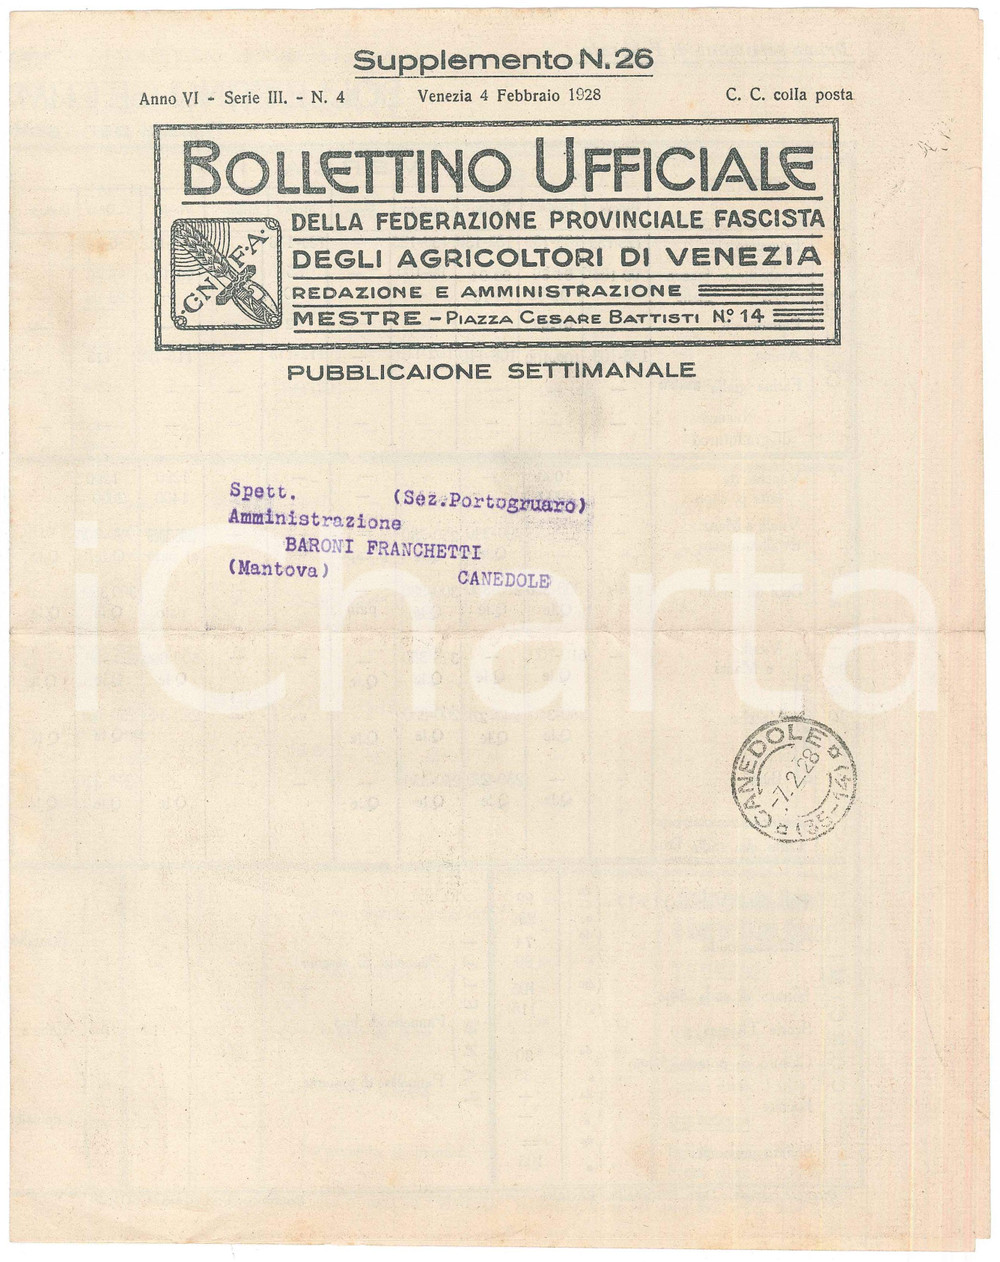 Supplemento N. 26
Anno VI - Serie III. - N. 4 Venezia 4 Febbraio 1928 C. C. colla posta
BOLLETTINO UFFICIALE
DELLA FEDERAZIONE PROVINCIALE FASCISTA
DEGLI AGRICOLTORI DI VENEZIA
REDAZIONE E AMMINISTRAZIONE
MESTRE - PIAZZA CESARE BATTISTI N.º 14
C·N·F·A·
PUBBLICAIONE SETTIMANALE
Spett. (Sez.Portogruaro)
Amministrazione
BARONI FRANCHETTI
(Mantova) CANEDOLE
iCharta
CANEDOLE
-7.2.28
(25-14)